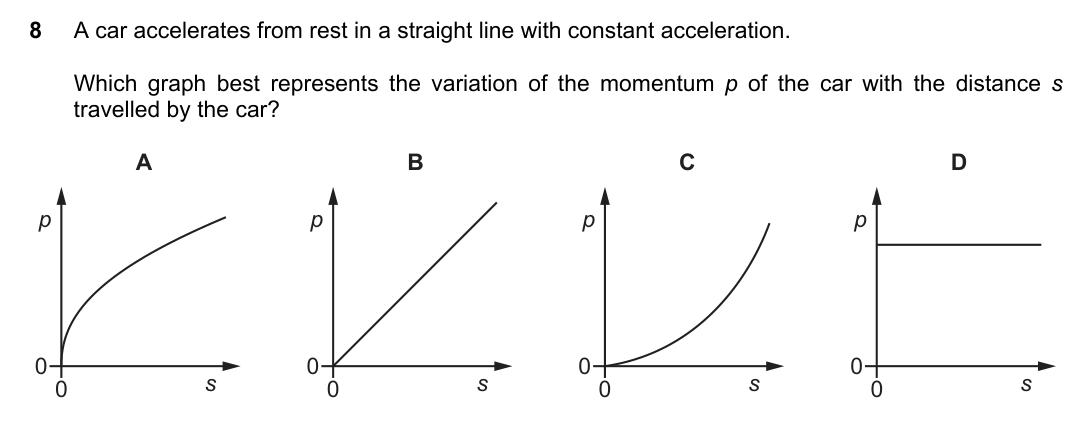 8 A car accelerates from rest in a straight line with constant acceleration.
Which graph best represents the variation of the momentum p of the car with the distance s
travelled by the car?
A B C D
p p p p
0 0 0 0
0 s 0 s 0 s 0 s